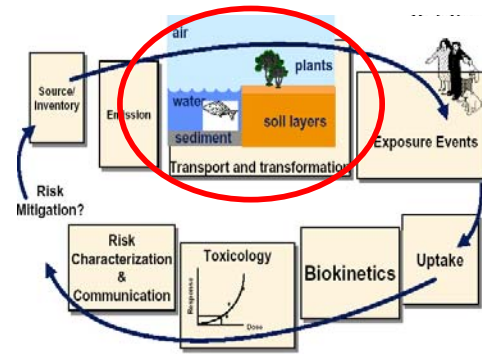 air
plants
water
soil layers
sediment
Transport and transformation
Source/
Inventory
Emission
Exposure Events
Risk
Mitigation?
Risk
Characterization
&
Communication
Toxicology
Response
Dose
Biokinetics
Uptake